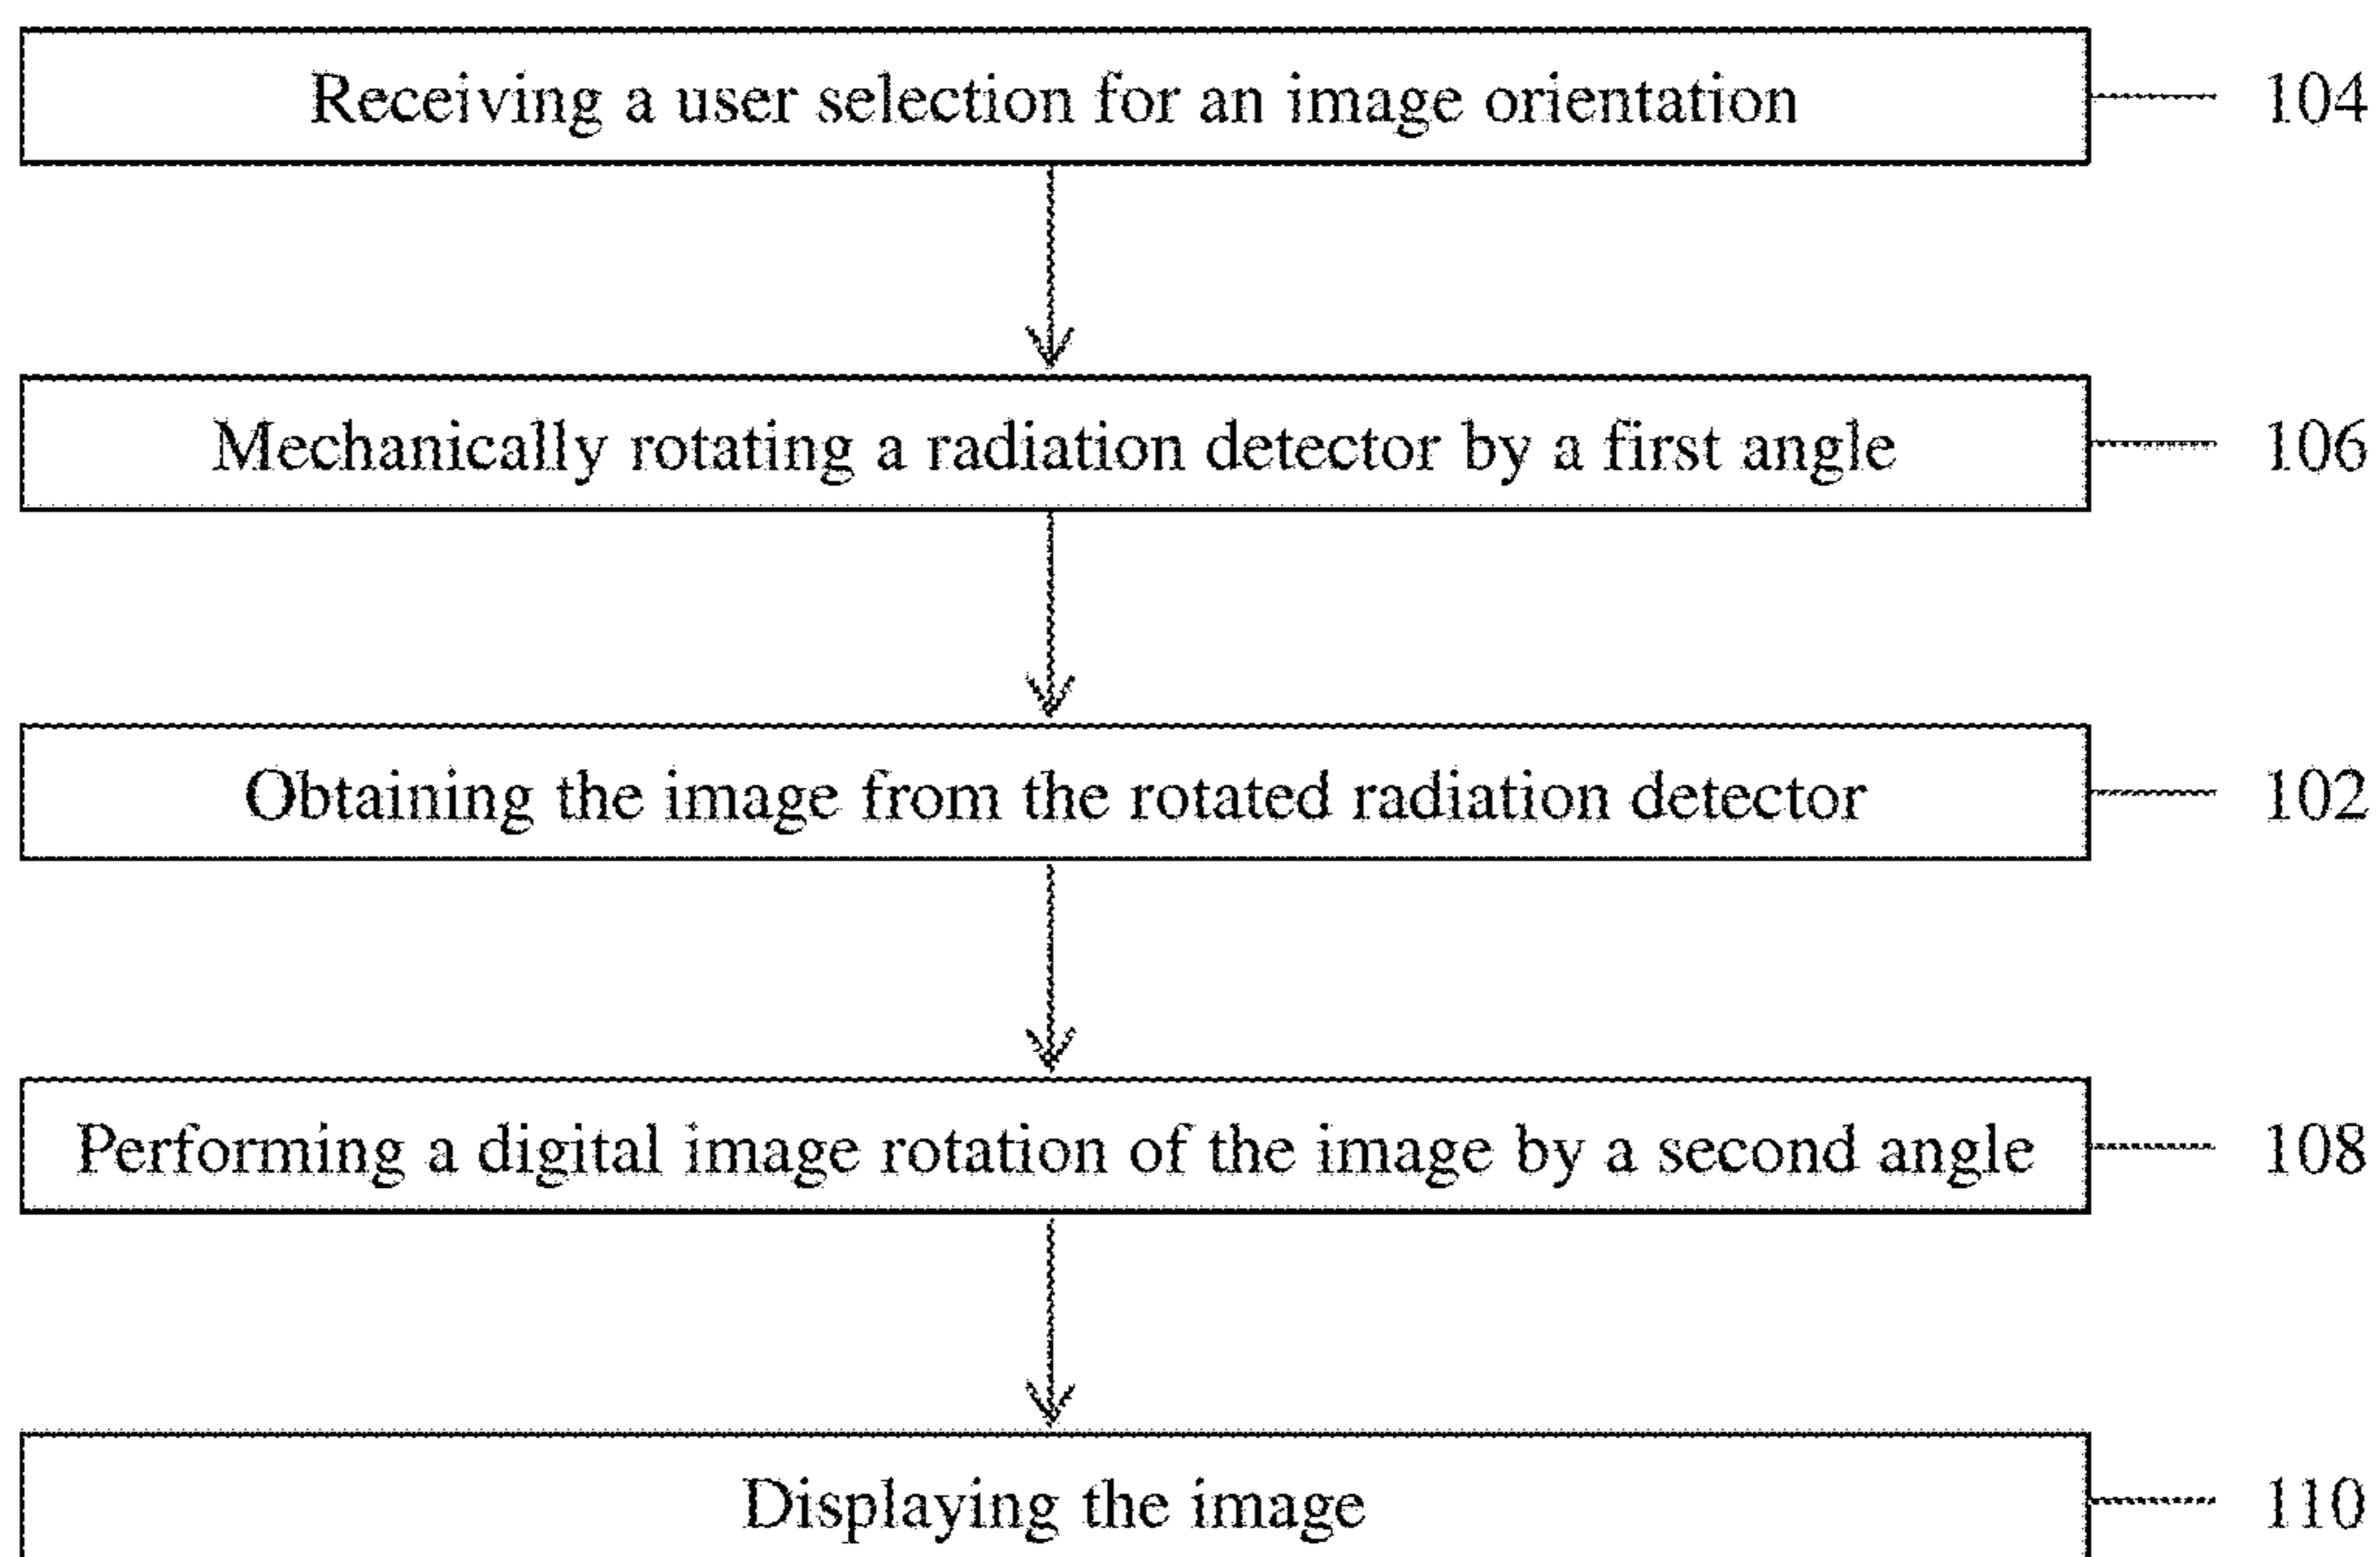 Receiving a user selection for an image orientation 104
Mechanically rotating a radiation detector by a first angle 106
Obtaining the image from the rotated radiation detector 102
Performing a digital image rotation of the image by a second angle 108
Displaying the image 110